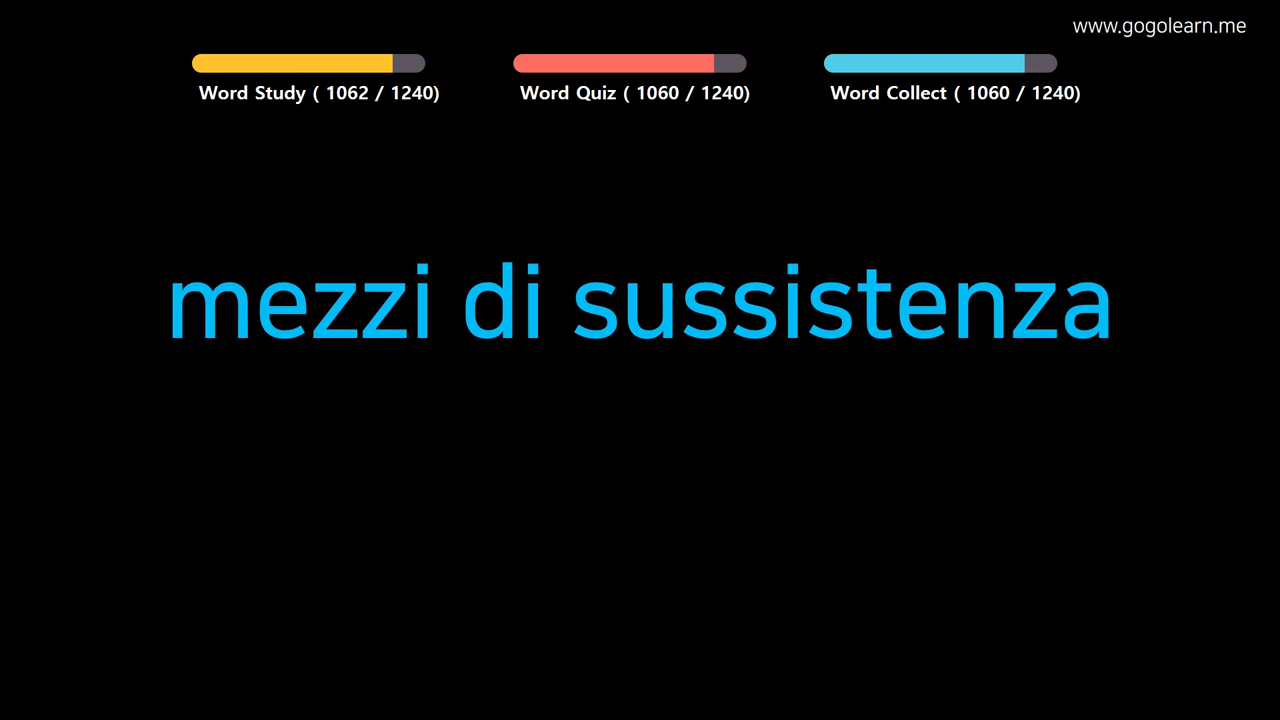 www.gogolearn.me
Word Study ( 1062 / 1240)
Word Quiz ( 1060 / 1240)
Word Collect ( 1060 / 1240)
mezzi di sussistenza